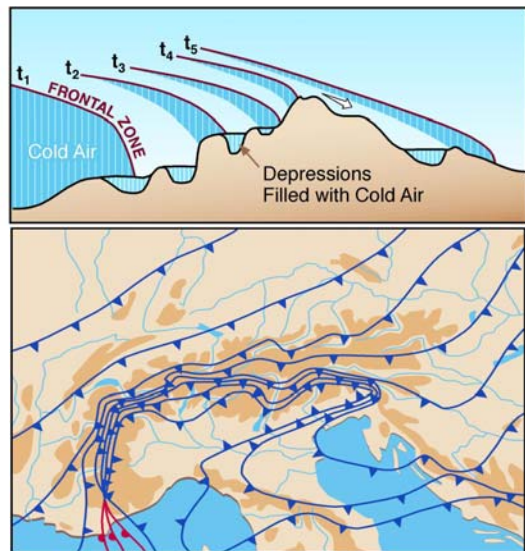 t5
t4
t3
t2
t1
FRONTAL ZONE
Cold Air
Depressions
Filled with Cold Air